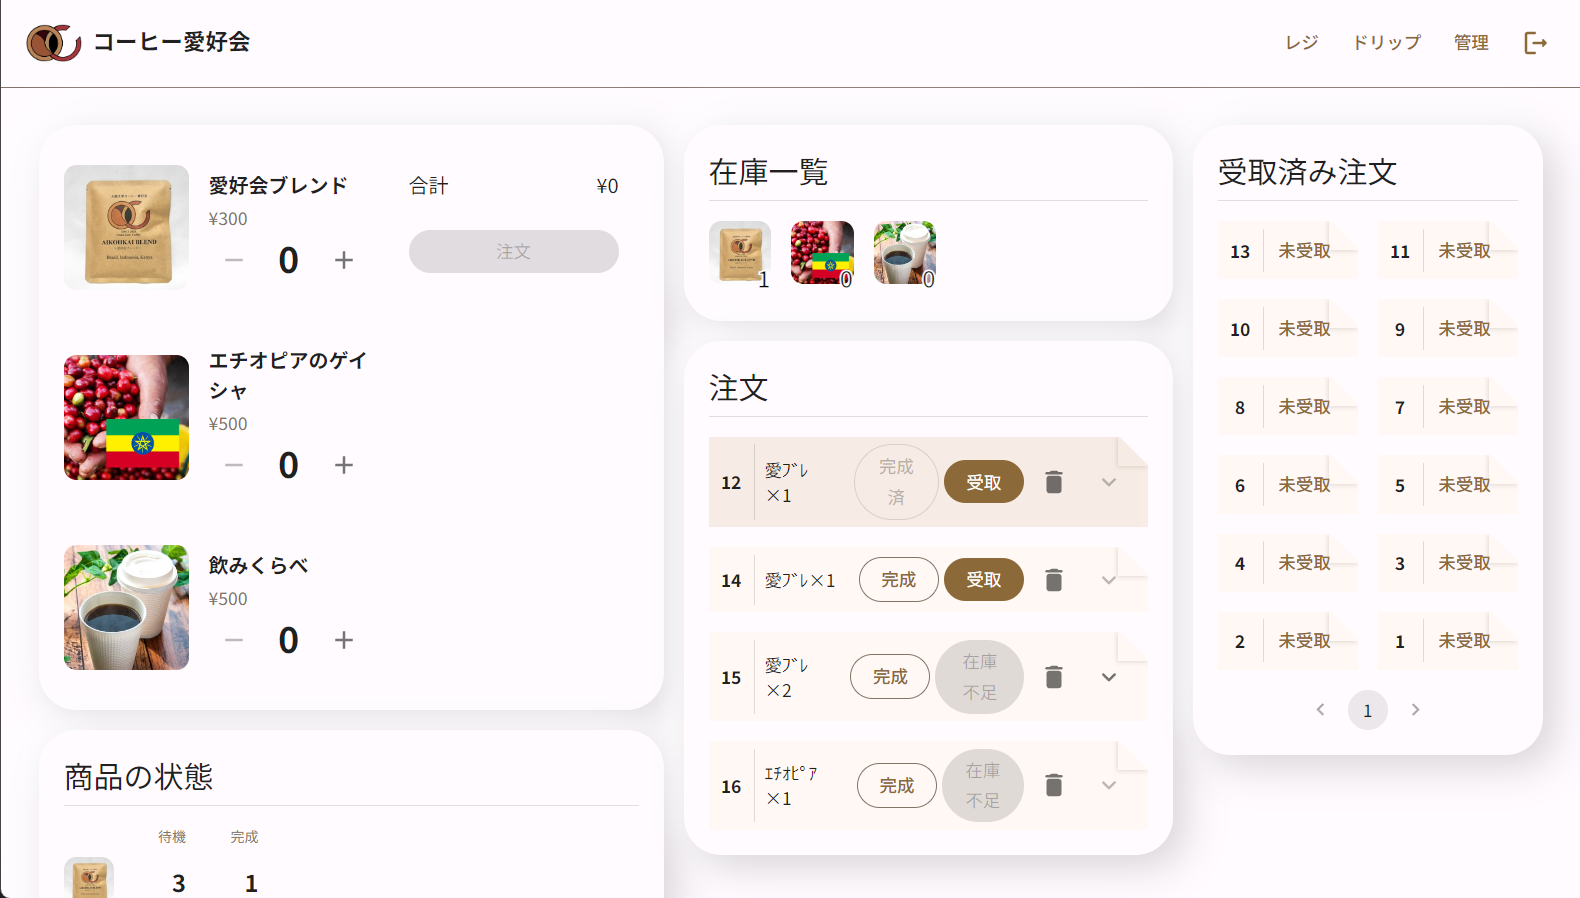 コーヒー愛好会
レジ
ドリップ
管理
愛好会ブレンド
¥300
0
合計
¥0
注文
エチオピアのゲイ
シャ
¥500
0
飲みくらべ
¥500
0
商品の状態
待機
完成
3
1
在庫一覧
AIKOHKAI BLEND
1
0
0
注文
12
愛ﾌﾞﾚ
×1
完成
済
受取
14
愛ﾌﾞﾚ×1
完成
受取
15
愛ﾌﾞﾚ
×2
完成
在庫
不足
16
ｴﾁｵﾋﾟｱ
×1
完成
在庫
不足
受取済み注文
13
未受取
11
未受取
10
未受取
9
未受取
8
未受取
7
未受取
6
未受取
5
未受取
4
未受取
3
未受取
2
未受取
1
未受取
1